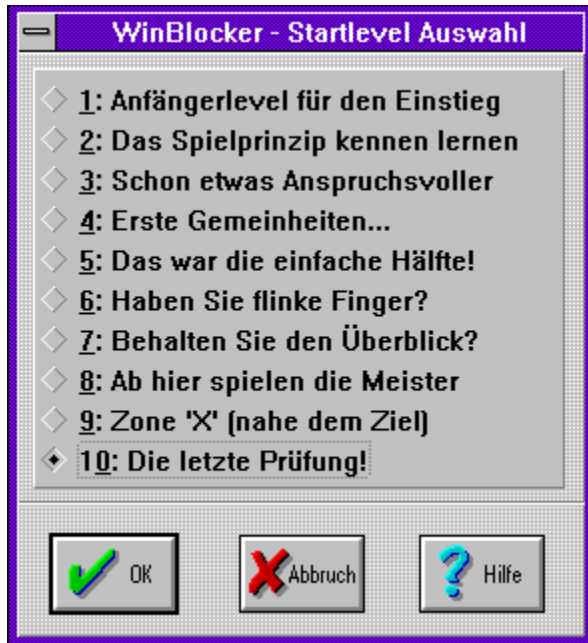 WinBlocker - Startlevel Auswahl
1: Anfängerlevel für den Einstieg
2: Das Spielprinzip kennen lernen
3: Schon etwas Anspruchsvoller
4: Erste Gemeinheiten...
5: Das war die einfache Hälfte!
6: Haben Sie flinke Finger?
7: Behalten Sie den Überblick?
8: Ab hier spielen die Meister
9: Zone 'X' (nahe dem Ziel)
10: Die letzte Prüfung!
OK
Abbruch
Hilfe